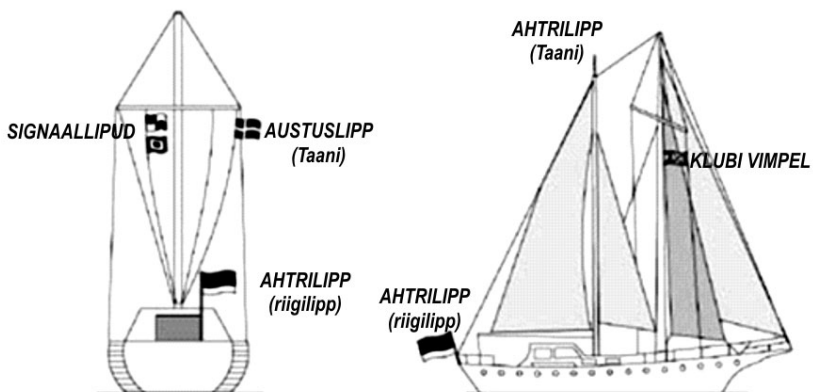 SIGNAALLIPUD
AUSTUSLIPP
(Taani)
AHTRILIPP
(riigilipp)
AHTRILIPP
(Taani)
KLUBI VIMPEL
AHTRILIPP
(riigilipp)